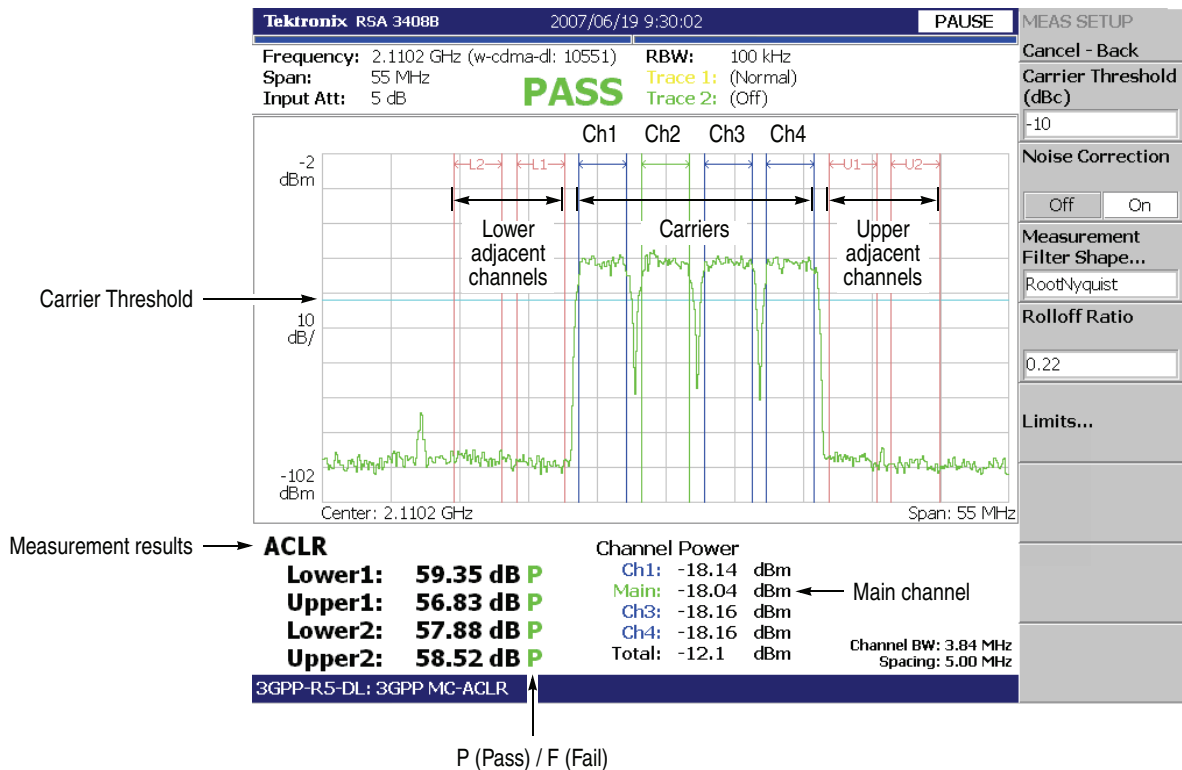 Tektronix RSA 3408B 2007/06/19 9:30:02 PAUSE
Frequency: 2.1102 GHz (w-cdma-dl: 10551) RBW: 100 kHz
Span: 55 MHz Trace 1: (Normal)
Input Att: 5 dB PASS Trace 2: (Off)
MEAS SETUP
Cancel - Back
Carrier Threshold
(dBc)
-10
Noise Correction
Off On
Measurement
Filter Shape...
RootNyquist
Rolloff Ratio
0.22
Limits...
Ch1 Ch2 Ch3 Ch4
-2
dBm
L2 L1 U1 U2
Lower
adjacent
channels
Carriers
Upper
adjacent
channels
Carrier Threshold
10
dB/
-102
dBm
Center: 2.1102 GHz Span: 55 MHz
Measurement results
ACLR
Lower1: 59.35 dB P
Upper1: 56.83 dB P
Lower2: 57.88 dB P
Upper2: 58.52 dB P
Channel Power
Ch1: -18.14 dBm
Main: -18.04 dBm
Ch3: -18.16 dBm
Ch4: -18.16 dBm
Total: -12.1 dBm
Main channel
Channel BW: 3.84 MHz
Spacing: 5.00 MHz
3GPP-R5-DL: 3GPP MC-ACLR
P (Pass) / F (Fail)